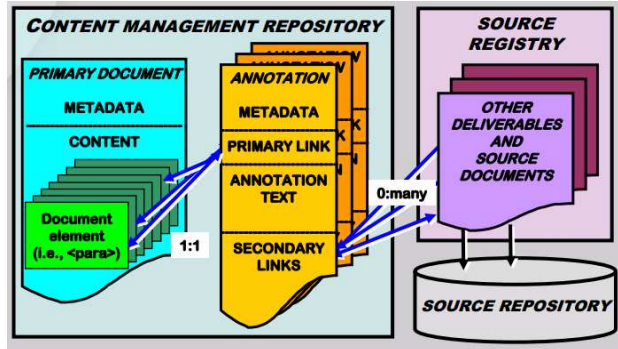 CONTENT MANAGEMENT REPOSITORY
PRIMARY DOCUMENT
METADATA
CONTENT
Document
element
(i.e., <para>)
1:1
ANNOTATION
METADATA
PRIMARY LINK
ANNOTATION
TEXT
SECONDARY
LINKS
0:many
SOURCE
REGISTRY
OTHER
DELIVERABLES
AND
SOURCE
DOCUMENTS
SOURCE REPOSITORY